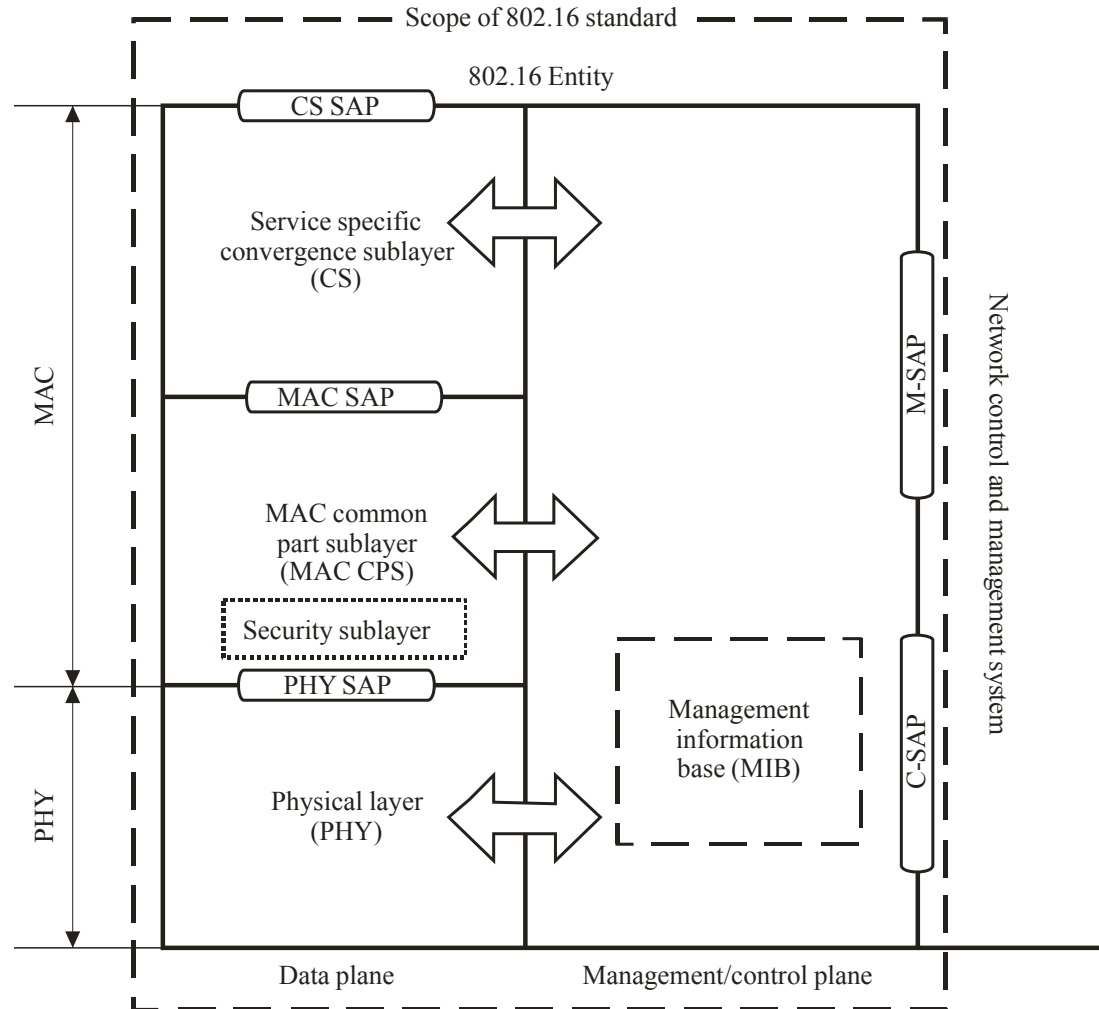 Scope of 802.16 standard
802.16 Entity
CS SAP
Service specific
convergence sublayer
(CS)
MAC SAP
MAC common
part sublayer
(MAC CPS)
Security sublayer
PHY SAP
Physical layer
(PHY)
Management
information
base (MIB)
M-SAP
C-SAP
Network control and management system
MAC
PHY
Data plane
Management/control plane